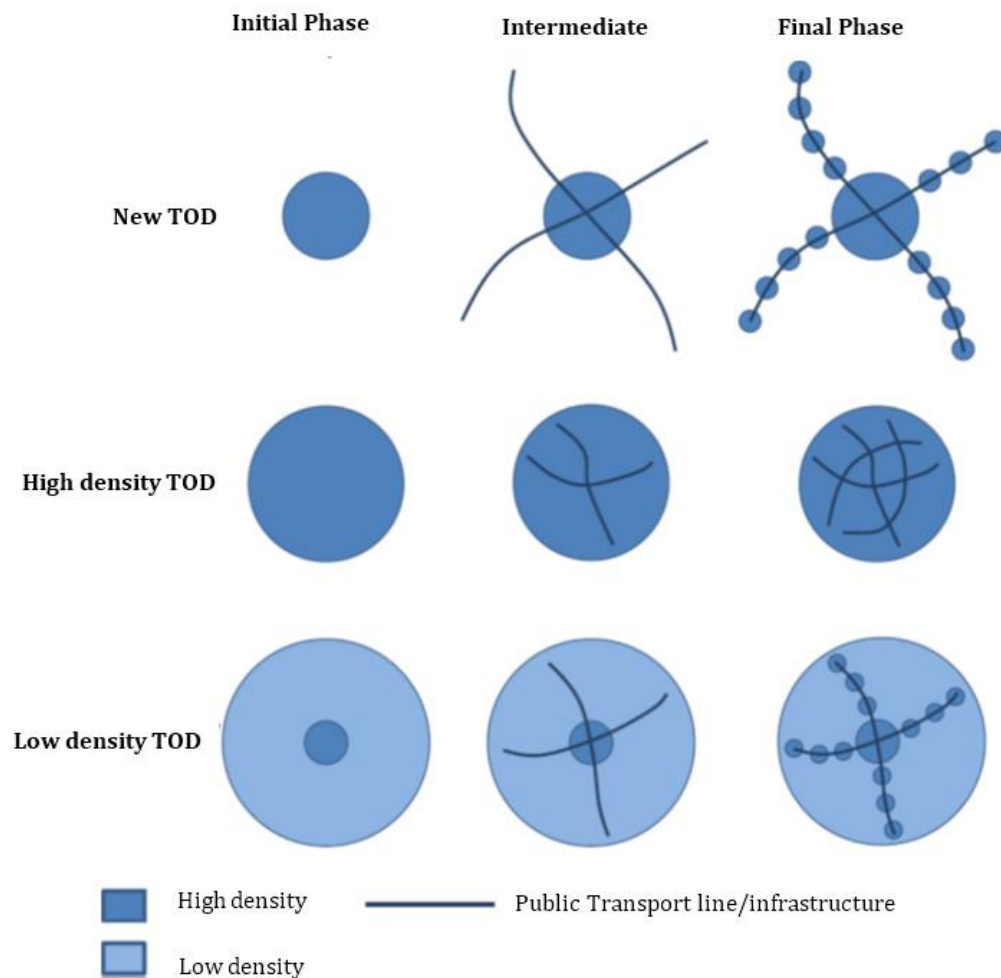 Initial Phase
Intermediate
Final Phase
New TOD
High density TOD
Low density TOD
High density
Public Transport line/infrastructure
Low density